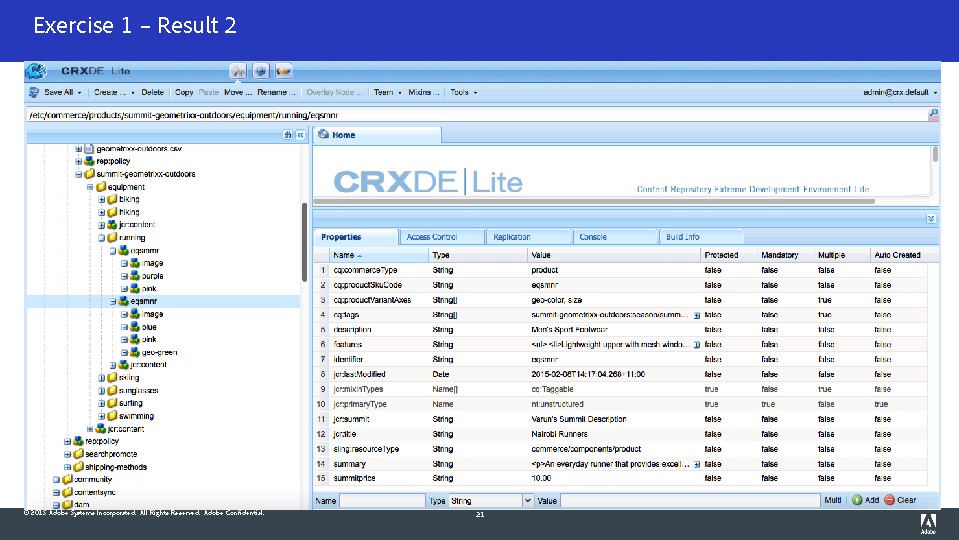 Exercise 1 – Result 2
CRXDE Lite
Save All Create ... Delete Copy Paste Move ... Rename ... Overlay Node ... Team Mixins ... Tools admin@crx.default
/etc/commerce/products/summit-geometrixx-outdoors/equipment/running/eqsmnr
geometrixx-outdoors.csv
rep:policy
summit-geometrixx-outdoors
equipment
biking
hiking
jcr:content
running
eqsmrnr
image
purple
pink
eqsmnr
image
blue
pink
geo-green
jcr:content
skiing
sunglasses
surfing
swimming
jcr:content
rep:policy
searchpromote
shipping-methods
community
contentsync
dam
Home
CRXDE Lite
Content Repository Extreme Development Environment Lite
Properties Access Control Replication Console Build Info
Name Type Value Protected Mandatory Multiple Auto Created
1 cq:commerceType String product false false false false
2 cq:productSkuCode String eqsmnr false false false false
3 cq:productVariantAxes String[] geo-color, size false false true false
4 cq:tags String[] summit-geometrixx-outdoors:season/summ... false false true false
5 description String Men's Sport Footwear false false false false
6 features String <ul> <li>Lightweight upper with mesh windo... false false false false
7 identifier String eqsmnr false false false false
8 jcr:lastModified Date 2015-02-06T14:17:04.268+11:00 false false false false
9 jcr:mixinTypes Name[] cq:Taggable true false true false
10 jcr:primaryType Name nt:unstructured true true false true
11 jcr:summit String Varun's Summit Description false false false false
12 jcr:title String Nairobi Runners false false false false
13 sling:resourceType String commerce/components/product false false false false
14 summary String <p>An everyday runner that provides excell... false false false false
15 summitprice String 10.00 false false false false
Name Type String Value Multi Add Clear
© 2013 Adobe Systems Incorporated. All Rights Reserved. Adobe Confidential.
21
Adobe